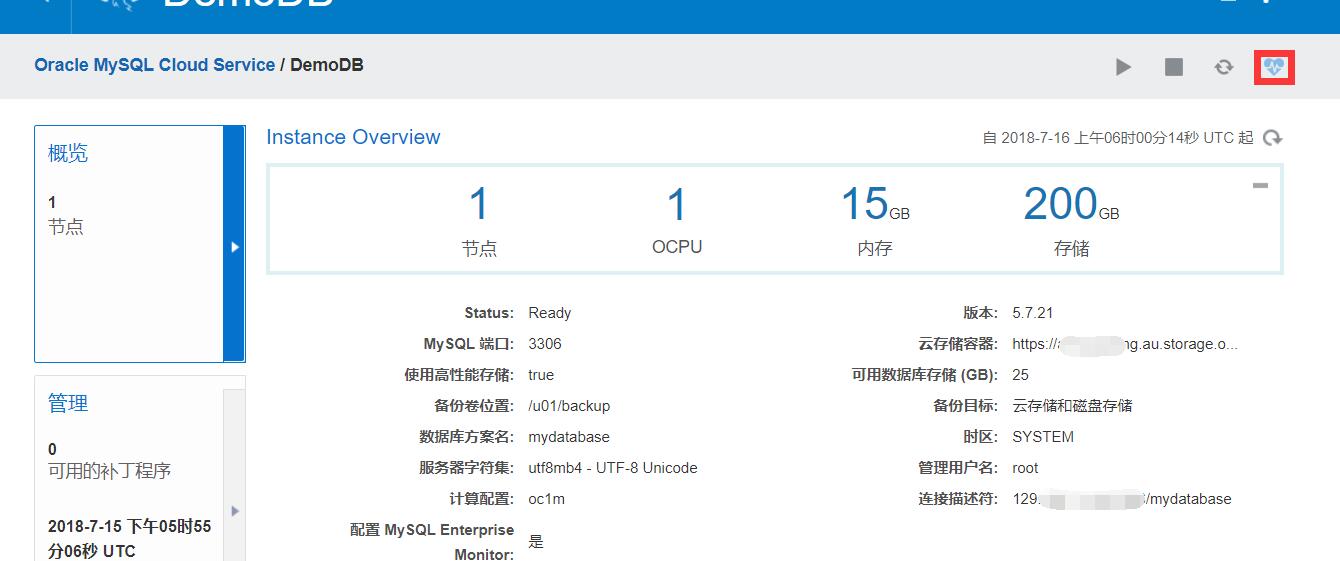 DemoDB
Oracle MySQL Cloud Service / DemoDB
概览
1
节点
管理
0
可用的补丁程序
2018-7-15 下午05时55
分06秒 UTC
Instance Overview
自 2018-7-16 上午06时00分14秒 UTC 起
1 1 15GB 200GB
节点 OCPU 内存 存储
Status: Ready
MySQL 端口: 3306
使用高性能存储: true
备份卷位置: /u01/backup
数据库方案名: mydatabase
服务器字符集: utf8mb4 - UTF-8 Unicode
计算配置: oc1m
配置 MySQL Enterprise
Monitor: 是
版本: 5.7.21
云存储容器: https:// ng.au.storage.o...
可用数据库存储 (GB): 25
备份目标: 云存储和磁盘存储
时区: SYSTEM
管理用户名: root
连接描述符: 129. /mydatabase